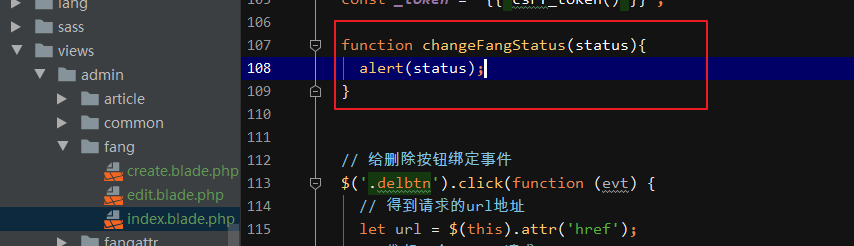 lang
sass
views
admin
article
common
fang
create.blade.php
edit.blade.php
index.blade.php
fangattr
105 const _token = "{{ csrf_token() }}";
106
107 function changeFangStatus(status){
108 alert(status);
109 }
110
111
112 // 给删除按钮绑定事件
113 $('.delbtn').click(function (evt) {
114 // 得到请求的url地址
115 let url = $(this).attr('href');